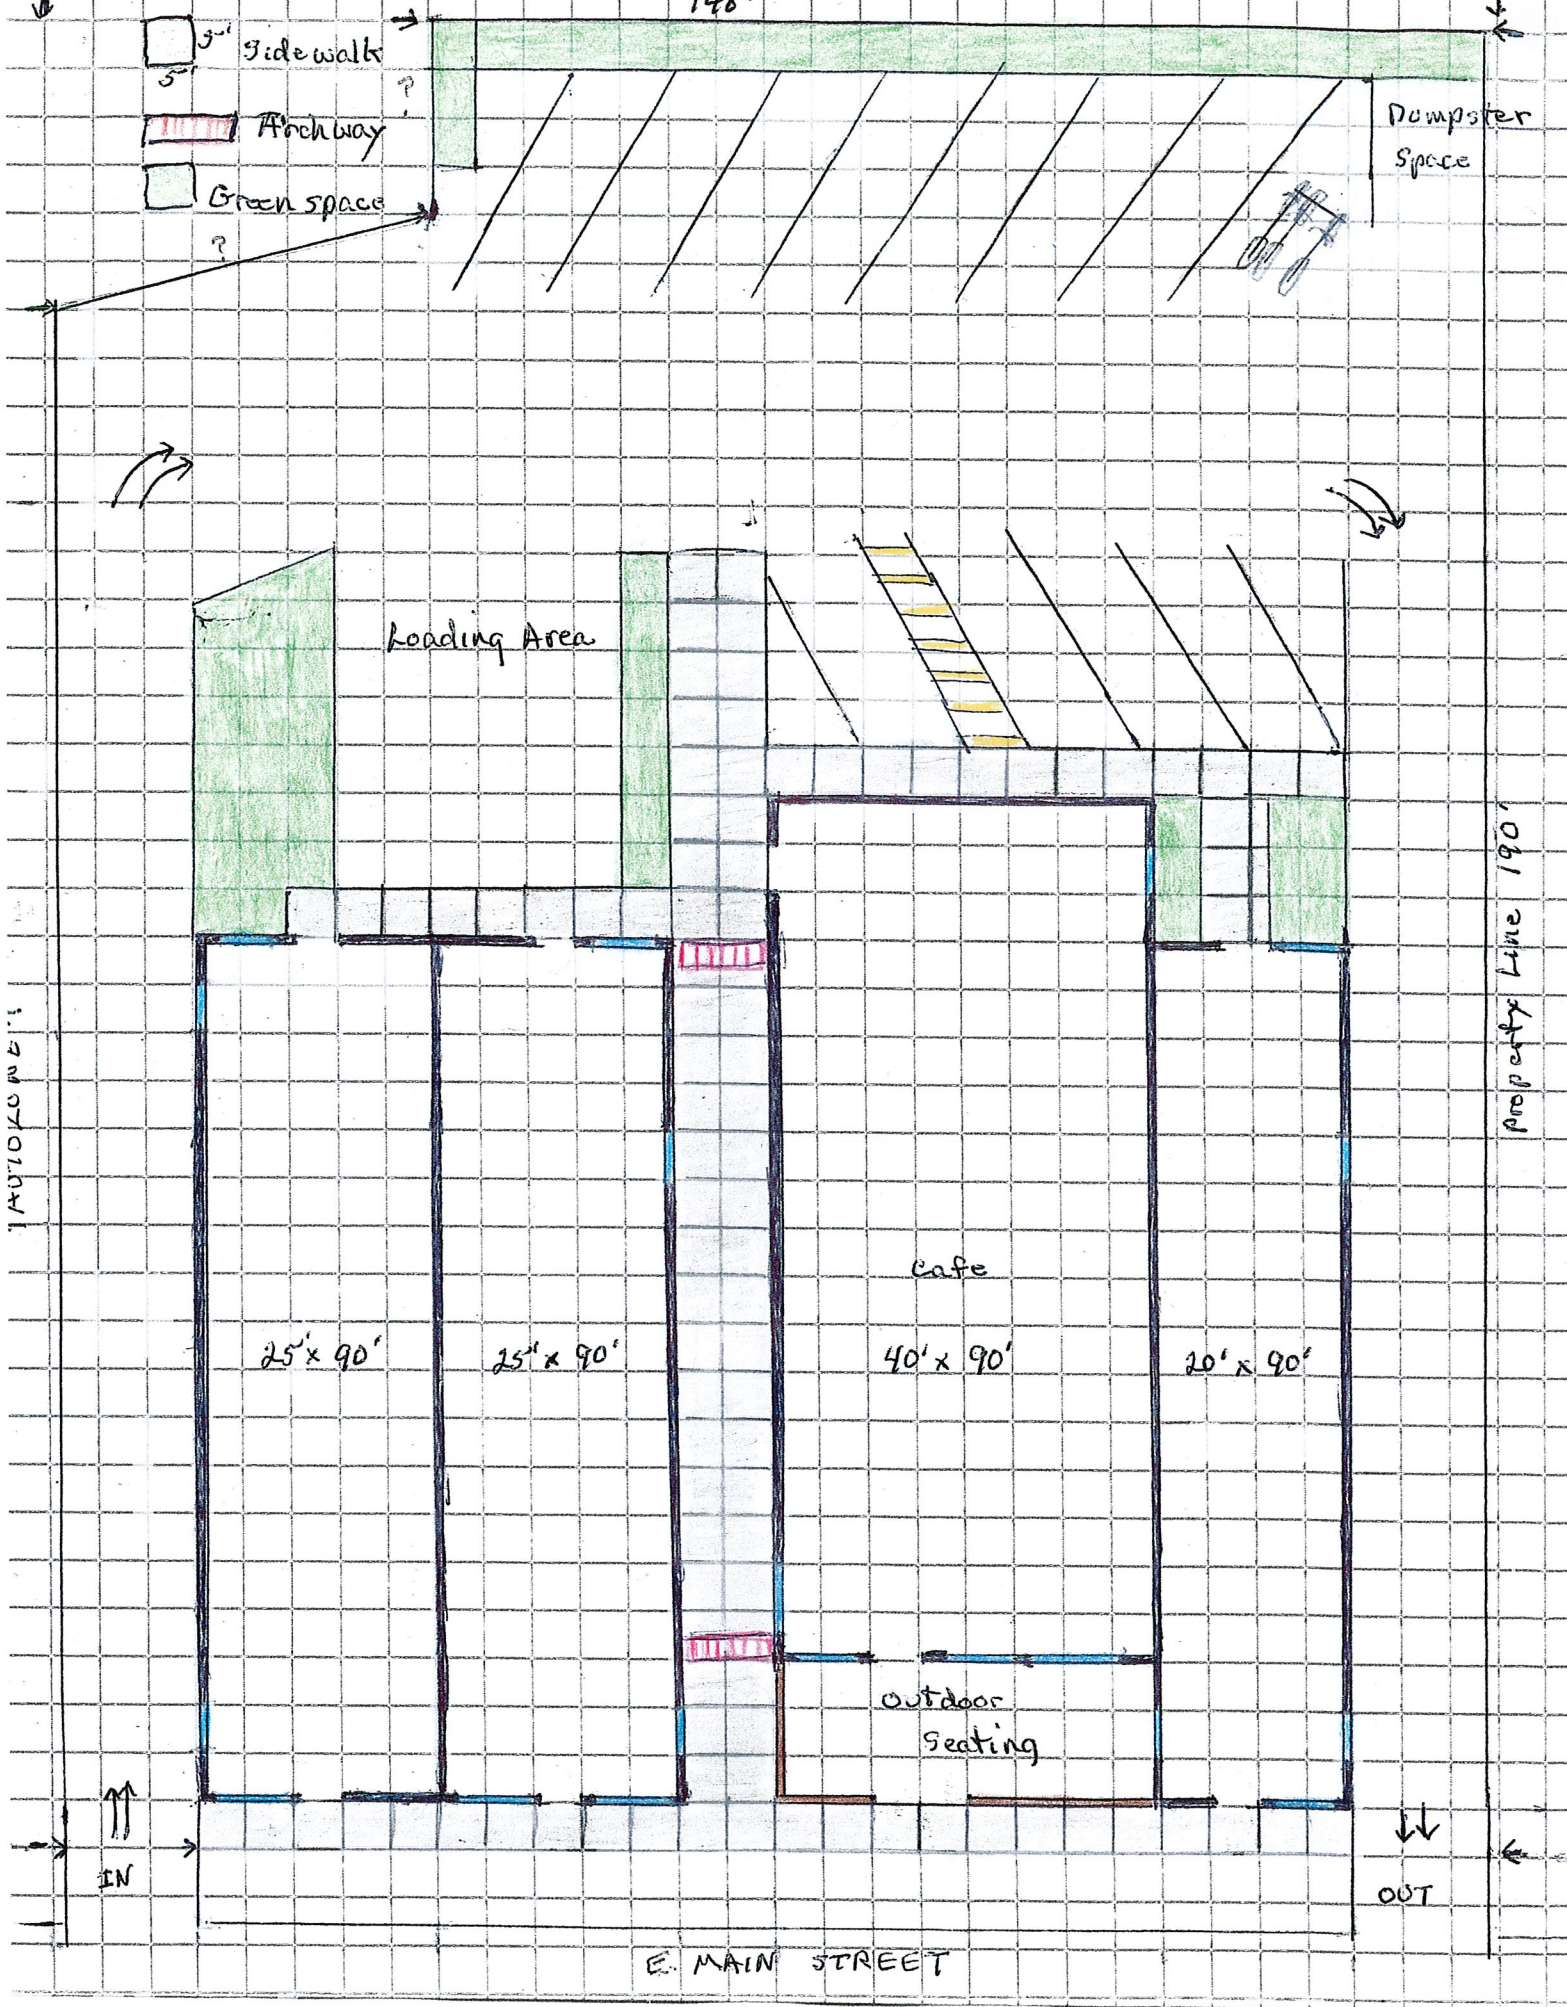 140'
5' Sidewalk
5'
?
Archway
Dumpster
Space
Green space
?
Loading Area
Property Line 190'
AUTOZONE
Cafe
25' x 90'
25' x 90'
40' x 90'
20' x 90'
Outdoor
Seating
IN
OUT
E. MAIN STREET